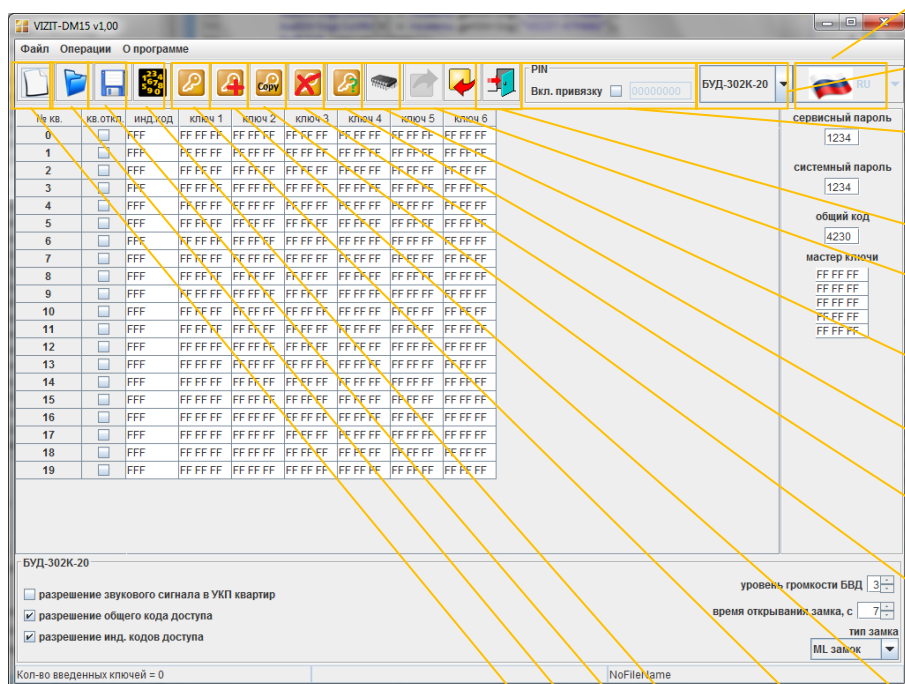 VIZIT-DM15 v1,00
Файл Операции О программе
PIN
Вкл. привязку 00000000
БУД-302К-20
RU
Copy
№ кв. кв.откл. инд.код ключ 1 ключ 2 ключ 3 ключ 4 ключ 5 ключ 6
0 FFF FF FF FF FF FF FF FF FF FF FF FF FF FF FF FF FF FF FF
1 FFF FF FF FF FF FF FF FF FF FF FF FF FF FF FF FF FF FF FF
2 FFF FF FF FF FF FF FF FF FF FF FF FF FF FF FF FF FF FF FF
3 FFF FF FF FF FF FF FF FF FF FF FF FF FF FF FF FF FF FF FF
4 FFF FF FF FF FF FF FF FF FF FF FF FF FF FF FF FF FF FF FF
5 FFF FF FF FF FF FF FF FF FF FF FF FF FF FF FF FF FF FF FF
6 FFF FF FF FF FF FF FF FF FF FF FF FF FF FF FF FF FF FF FF
7 FFF FF FF FF FF FF FF FF FF FF FF FF FF FF FF FF FF FF FF
8 FFF FF FF FF FF FF FF FF FF FF FF FF FF FF FF FF FF FF FF
9 FFF FF FF FF FF FF FF FF FF FF FF FF FF FF FF FF FF FF FF
10 FFF FF FF FF FF FF FF FF FF FF FF FF FF FF FF FF FF FF FF
11 FFF FF FF FF FF FF FF FF FF FF FF FF FF FF FF FF FF FF FF
12 FFF FF FF FF FF FF FF FF FF FF FF FF FF FF FF FF FF FF FF
13 FFF FF FF FF FF FF FF FF FF FF FF FF FF FF FF FF FF FF FF
14 FFF FF FF FF FF FF FF FF FF FF FF FF FF FF FF FF FF FF FF
15 FFF FF FF FF FF FF FF FF FF FF FF FF FF FF FF FF FF FF FF
16 FFF FF FF FF FF FF FF FF FF FF FF FF FF FF FF FF FF FF FF
17 FFF FF FF FF FF FF FF FF FF FF FF FF FF FF FF FF FF FF FF
18 FFF FF FF FF FF FF FF FF FF FF FF FF FF FF FF FF FF FF FF
19 FFF FF FF FF FF FF FF FF FF FF FF FF FF FF FF FF FF FF FF
сервисный пароль
1234
системный пароль
1234
общий код
4230
мастер ключи
FF FF FF
FF FF FF
FF FF FF
FF FF FF
FF FF FF
БУД-302К-20
разрешение звукового сигнала в УКП квартир
разрешение общего кода доступа
разрешение инд. кодов доступа
уровень громкости БВД 3
время открывания замка, с 7
тип замка
ML замок
Кол-во введенных ключей = 0
NoFileName